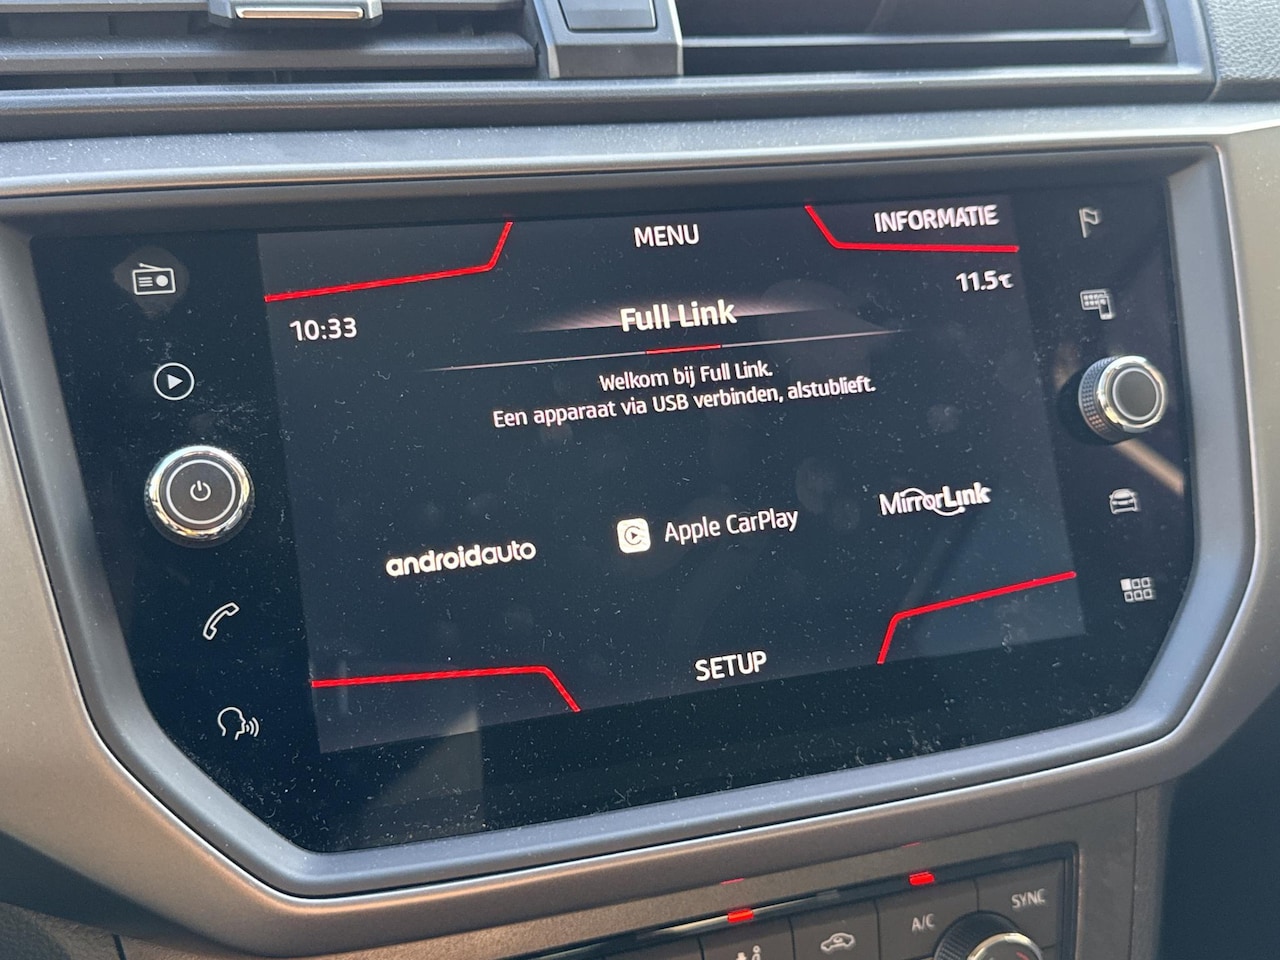 MENU
INFORMATIE
11.5°C
10:33
Full Link
Welkom bij Full Link.
Een apparaat via USB verbinden, alstublieft.
androidauto
Apple CarPlay
MirrorLink
SETUP
A/C
SYNC